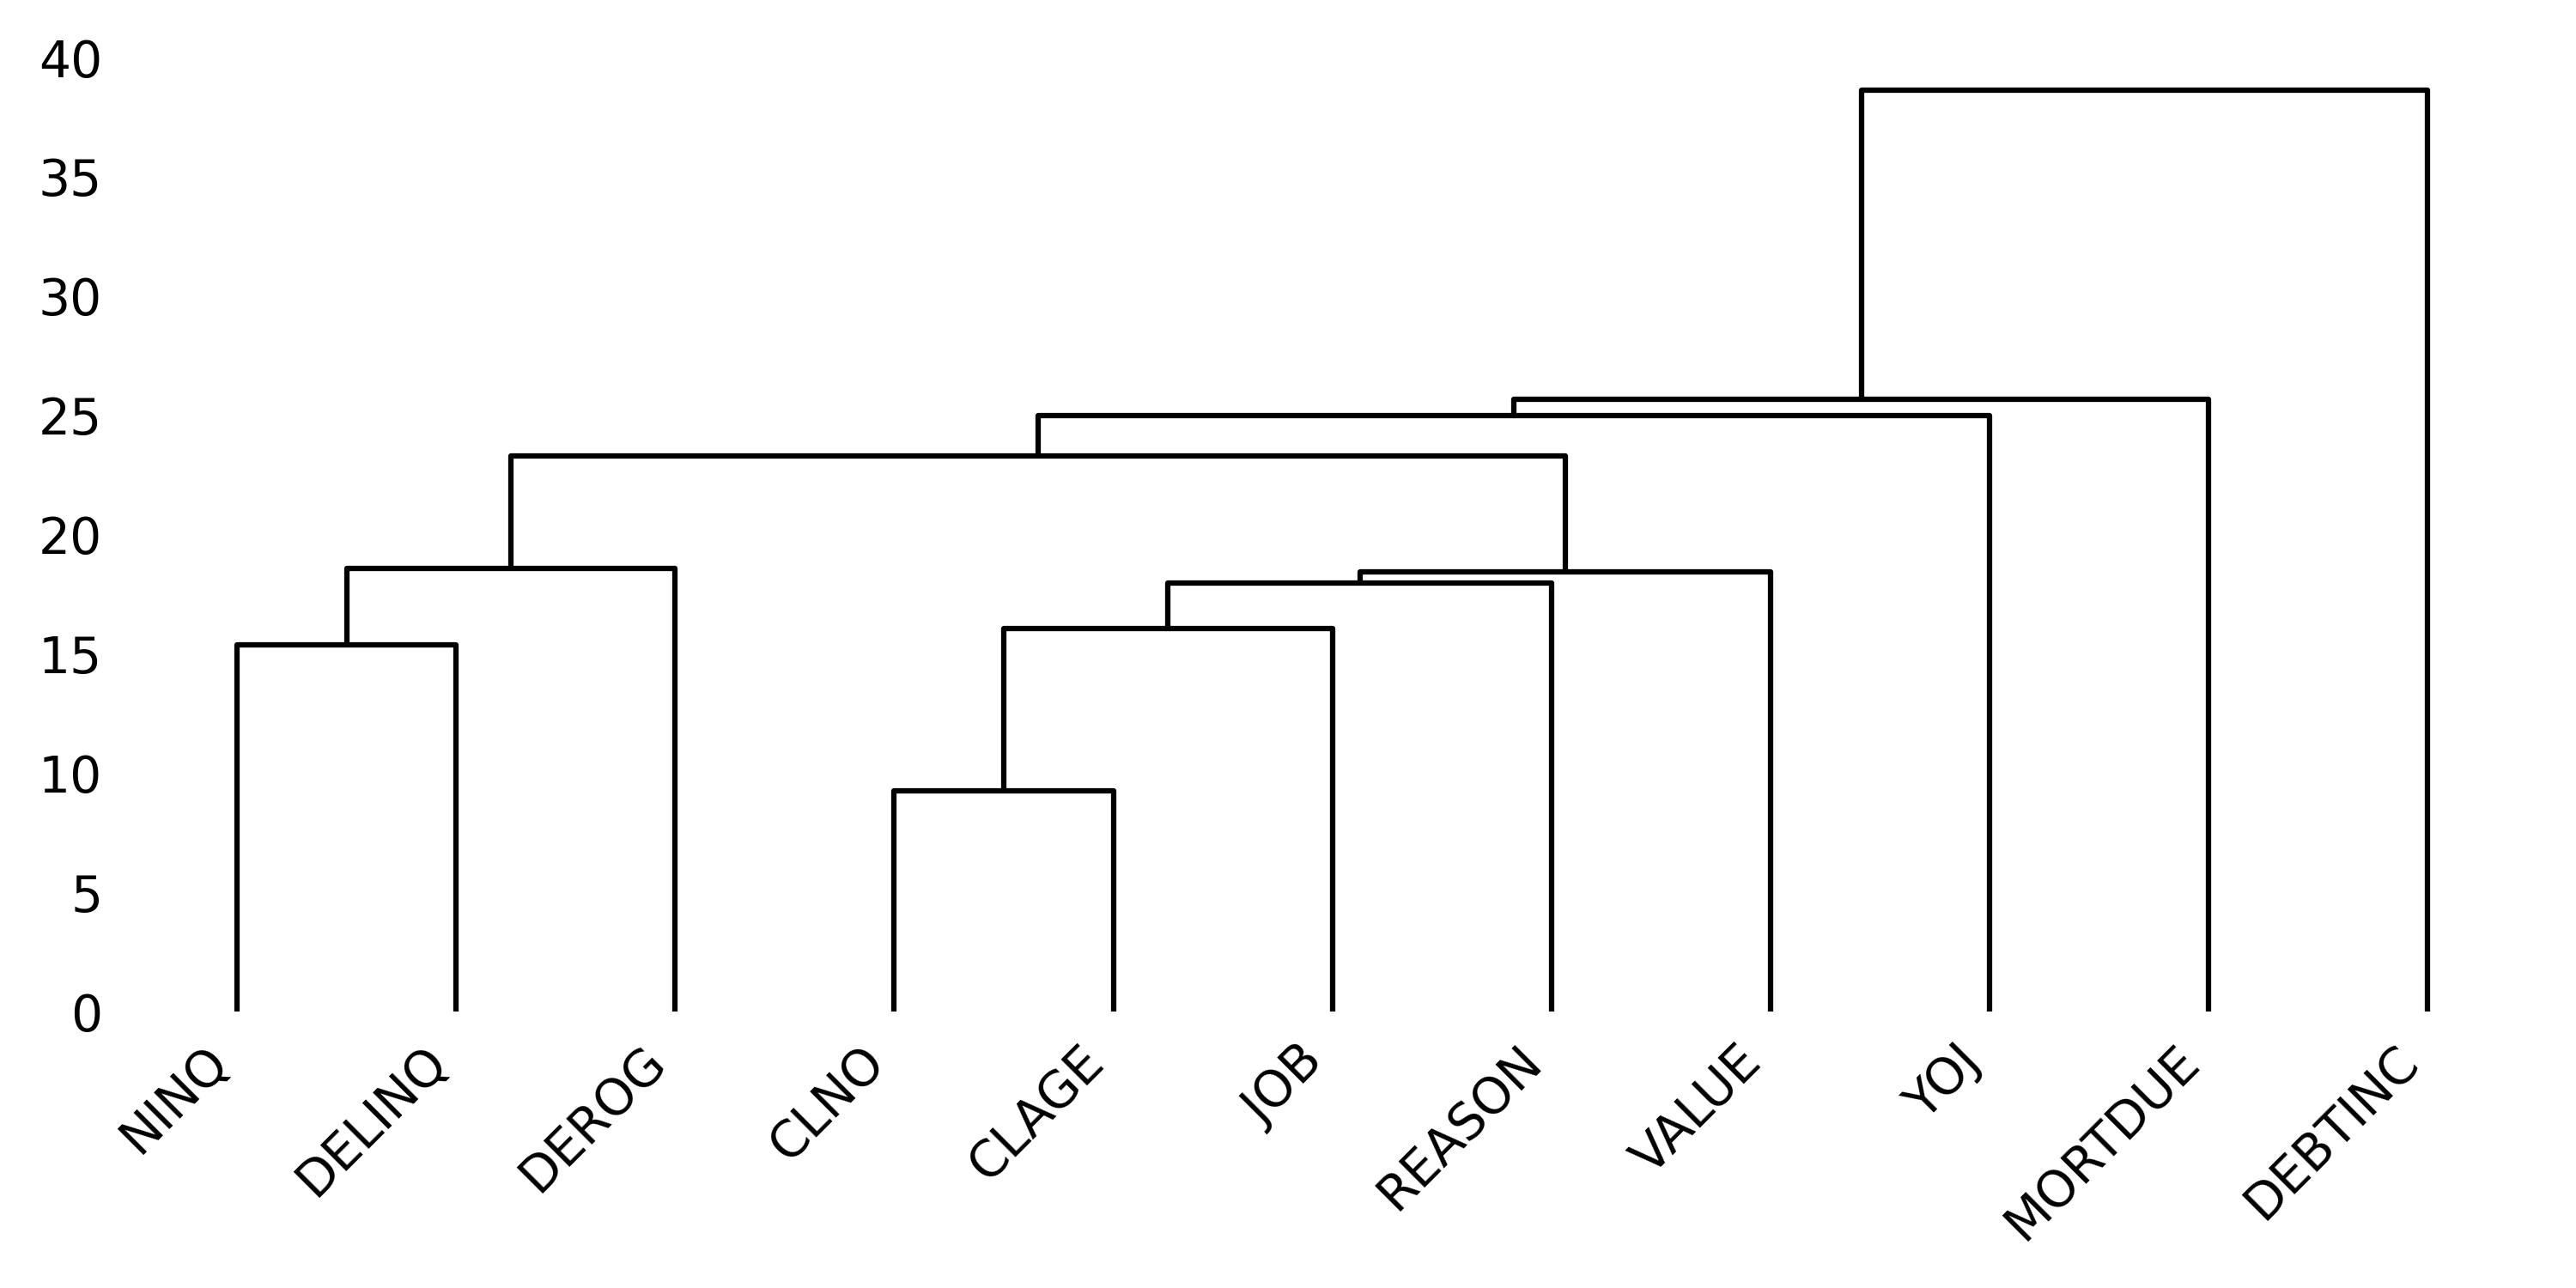 40
35
30
25
20
15
10
5
0
NINQ
DELINQ
DEROG
CLNO
CLAGE
JOB
REASON
VALUE
YOJ
MORTDUE
DEBTINC